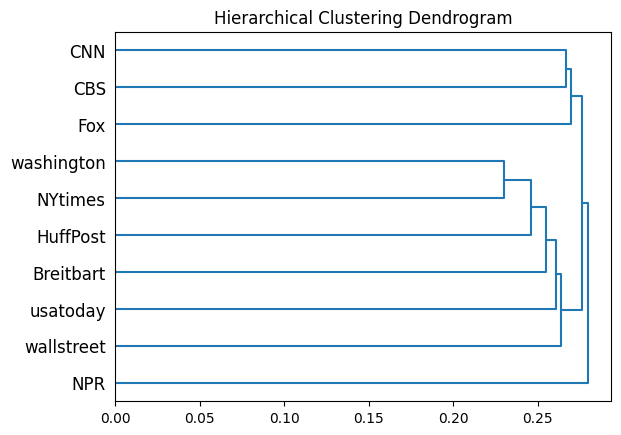 Hierarchical Clustering Dendrogram
CNN
CBS
Fox
washington
NYtimes
HuffPost
Breitbart
usatoday
wallstreet
NPR
0.00 0.05 0.10 0.15 0.20 0.25